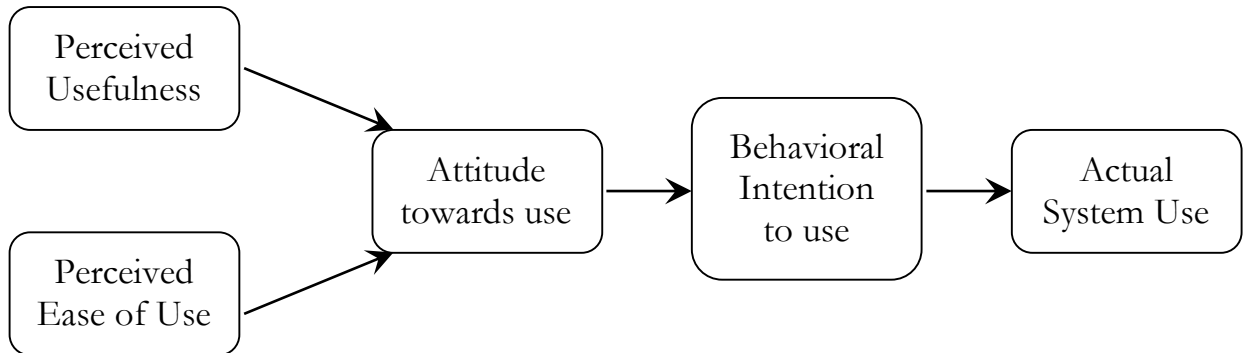 Perceived
Usefulness
Perceived
Ease of Use
Attitude
towards use
Behavioral
Intention
to use
Actual
System Use